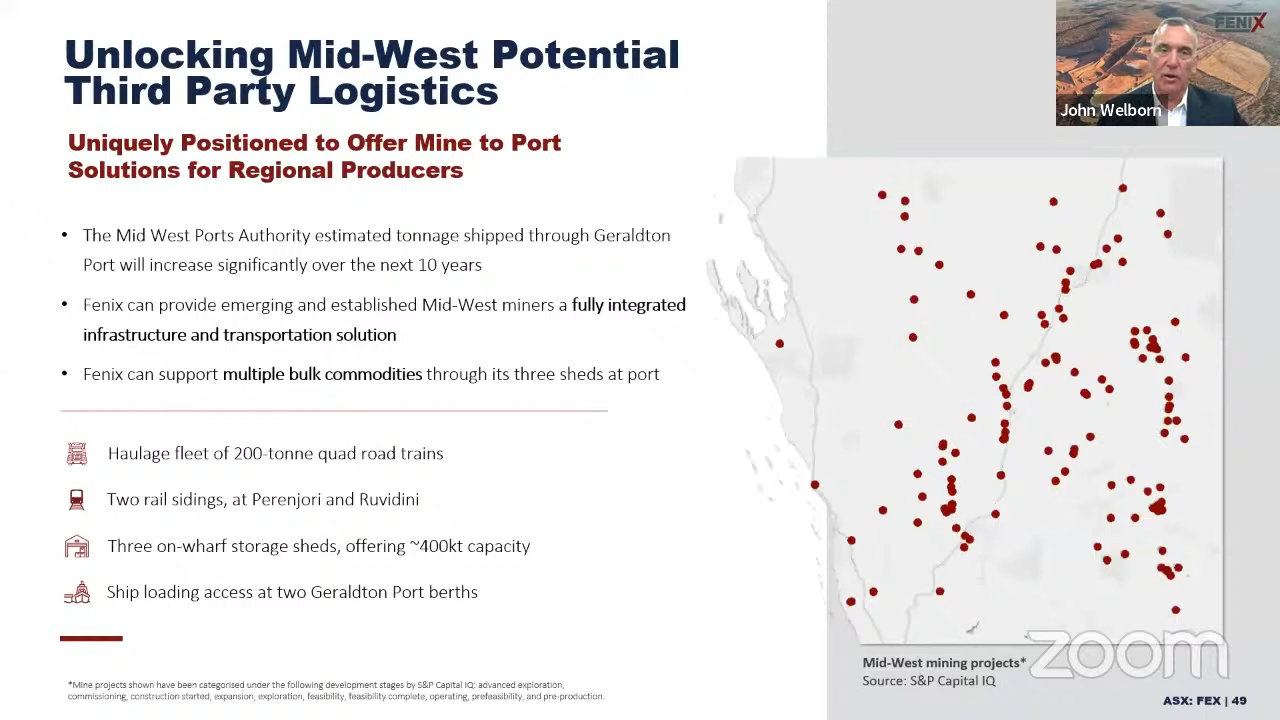 Unlocking Mid-West Potential
Third Party Logistics
Uniquely Positioned to Offer Mine to Port
Solutions for Regional Producers
• The Mid West Ports Authority estimated tonnage shipped through Geraldton
Port will increase significantly over the next 10 years
• Fenix can provide emerging and established Mid-West miners a fully integrated
infrastructure and transportation solution
• Fenix can support multiple bulk commodities through its three sheds at port
Haulage fleet of 200-tonne quad road trains
Two rail sidings, at Perenjori and Ruvidini
Three on-wharf storage sheds, offering ~400kt capacity
Ship loading access at two Geraldton Port berths
*Mine projects shown have been categorised under the following development stages by S&P Capital IQ: advanced exploration,
commissioning, construction started, expansion, exploration, feasibility, feasibility complete, operating, prefeasibility, and pre-production.
FENIX
John Welborn
zoom
Mid-West mining projects*
Source: S&P Capital IQ
ASX: FEX | 49